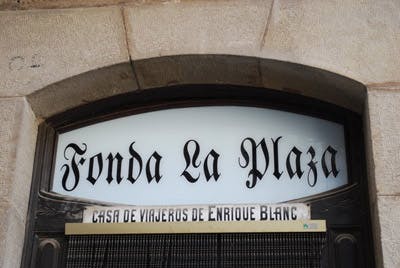 Fonda La Plaza
CASA DE VIAJEROS DE ENRIQUE BLANC